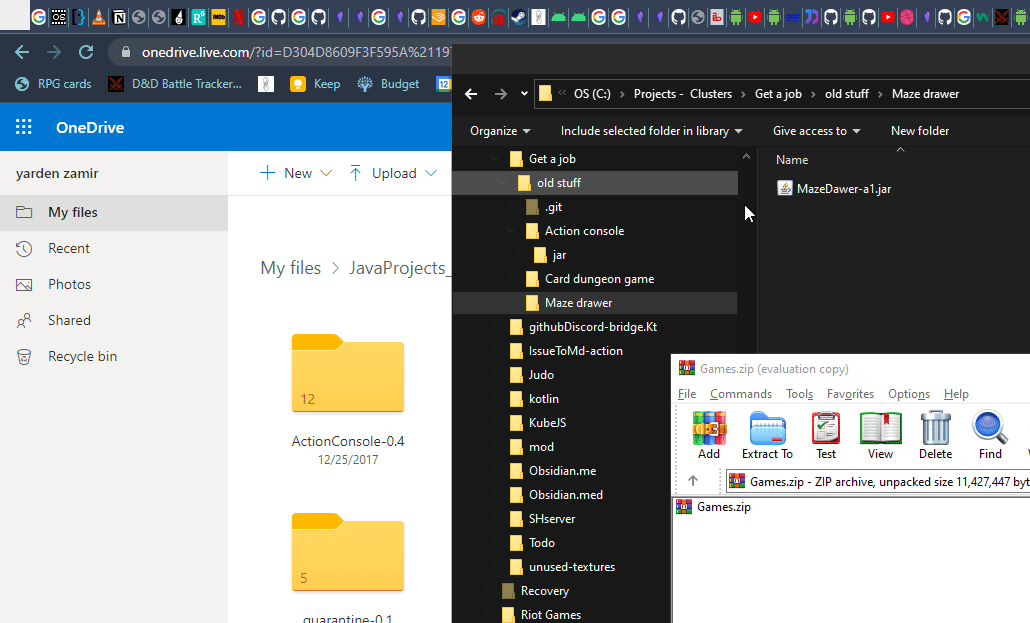 onedrive.live.com/?id=D304D8609F3F595A%2119
RPG cards
D&D Battle Tracker...
Keep
Budget
12
OneDrive
yarden zamir
My files
Recent
Photos
Shared
Recycle bin
New
Upload
My files > JavaProjects_
12
ActionConsole-0.4
12/25/2017
5
quarantine-0.1
OS (C:) > Projects - Clusters > Get a job > old stuff > Maze drawer
Organize
Include selected folder in library
Give access to
New folder
Get a job
old stuff
.git
Action console
jar
Card dungeon game
Maze drawer
githubDiscord-bridge.Kt
IssueToMd-action
Judo
kotlin
KubeJS
mod
Obsidian.me
Obsidian.med
SHserver
Todo
unused-textures
Recovery
Riot Games
Name
MazeDawer-a1.jar
Games.zip (evaluation copy)
File Commands Tools Favorites Options Help
Add
Extract To
Test
View
Delete
Find
Games.zip - ZIP archive, unpacked size 11,427,447 byt
Games.zip